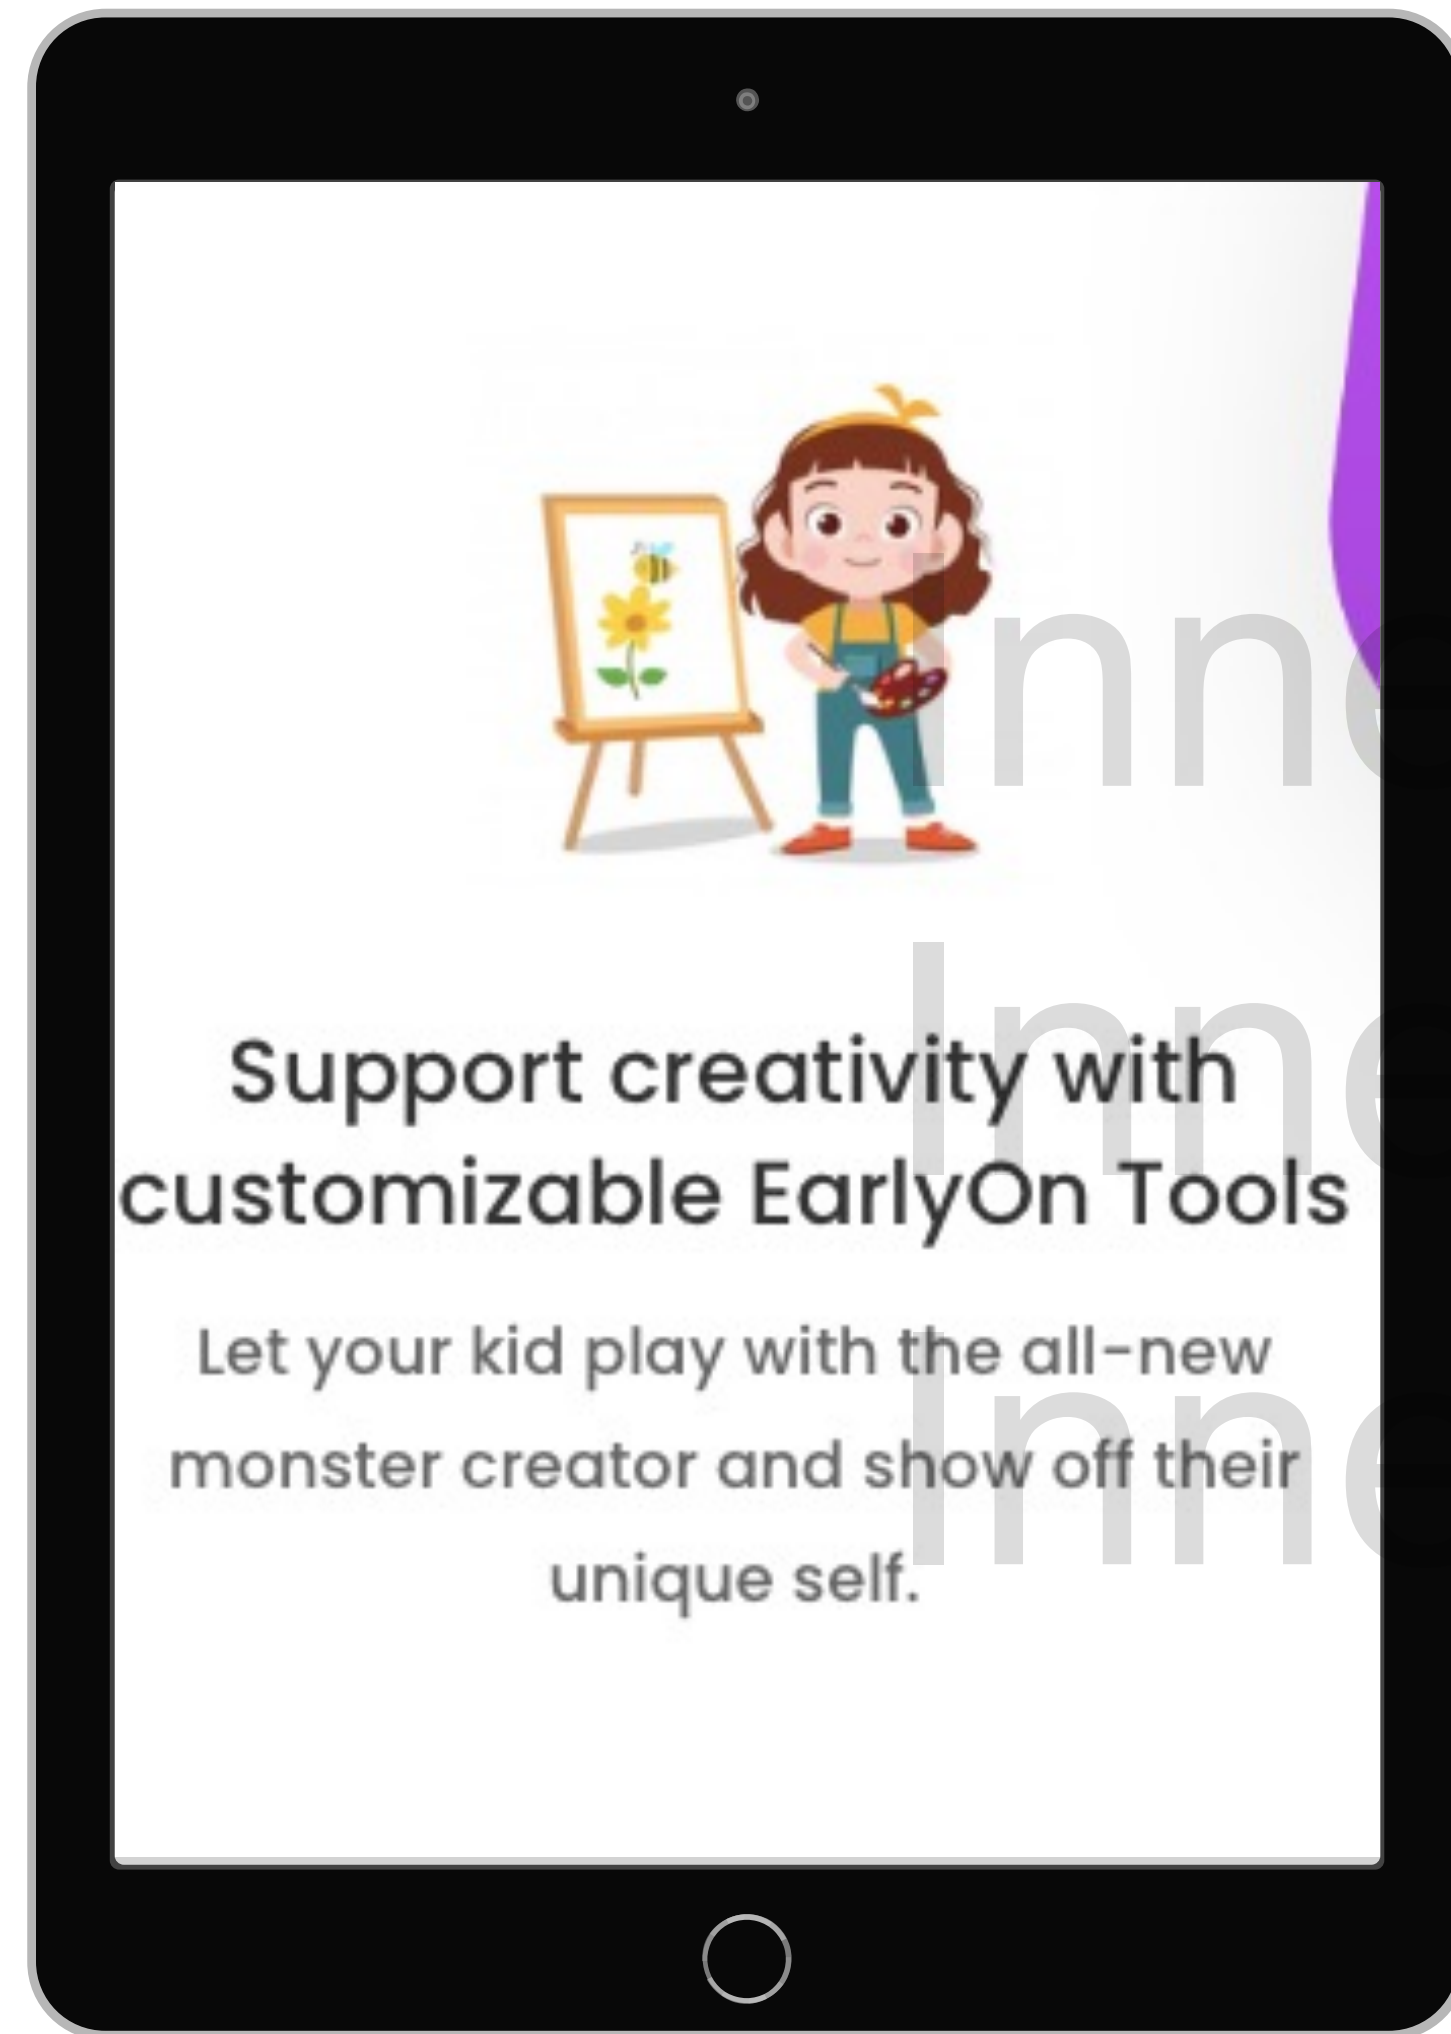 Support creativity with
customizable EarlyOn Tools
Let your kid play with the all-new
monster creator and show off their
unique self.